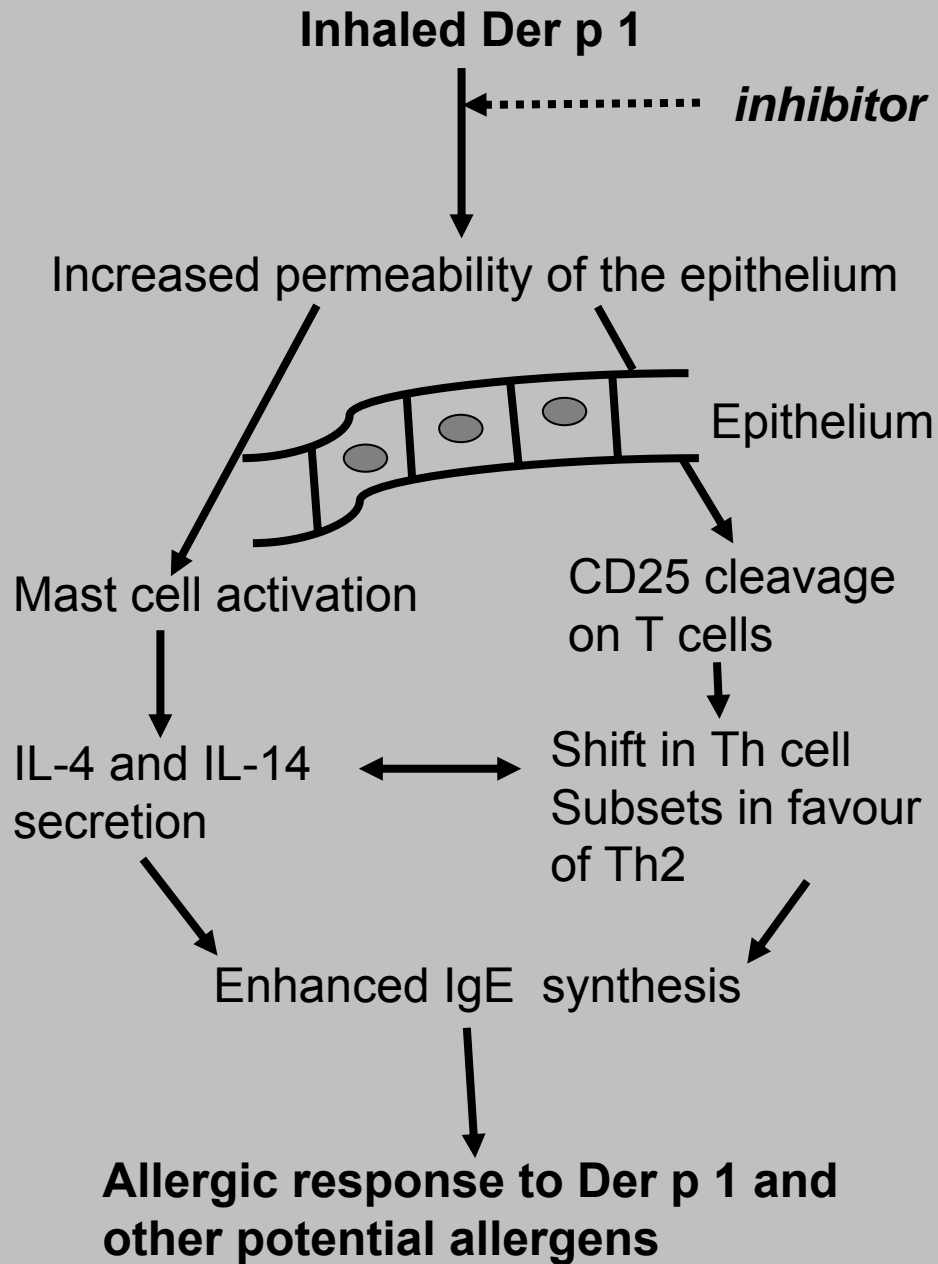 Inhaled Der p 1
inhibitor
Increased permeability of the epithelium
Epithelium
Mast cell activation
CD25 cleavage
on T cells
IL-4 and IL-14
secretion
Shift in Th cell
Subsets in favour
of Th2
Enhanced IgE synthesis
Allergic response to Der p 1 and
other potential allergens